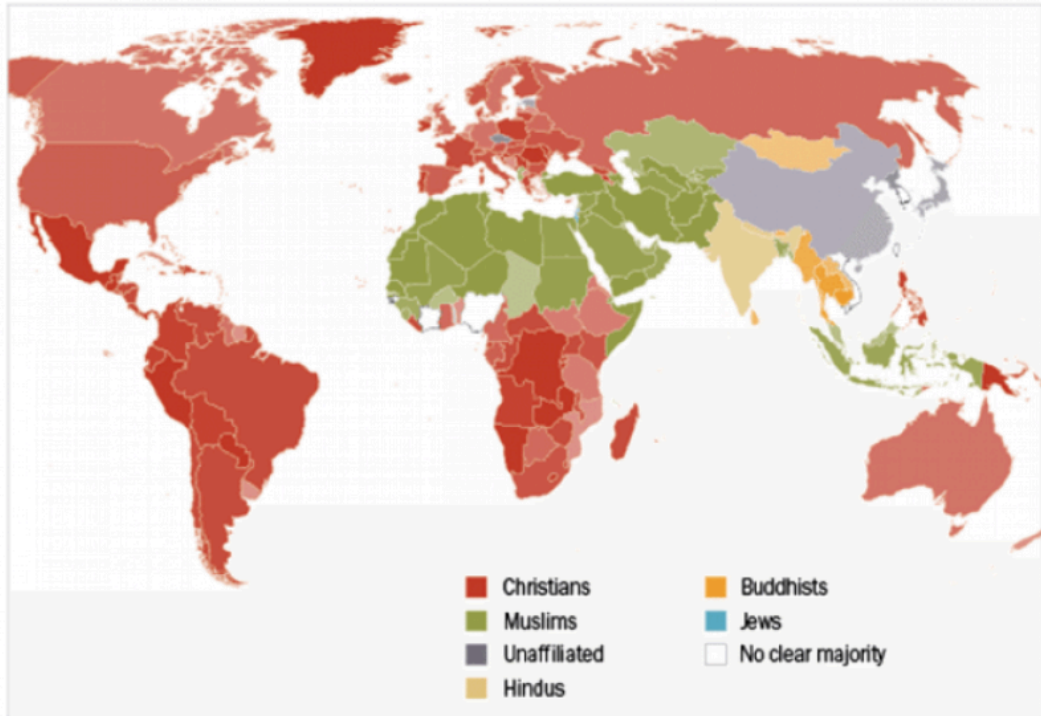 Christians
Muslims
Unaffiliated
Hindus
Buddhists
Jews
No clear majority